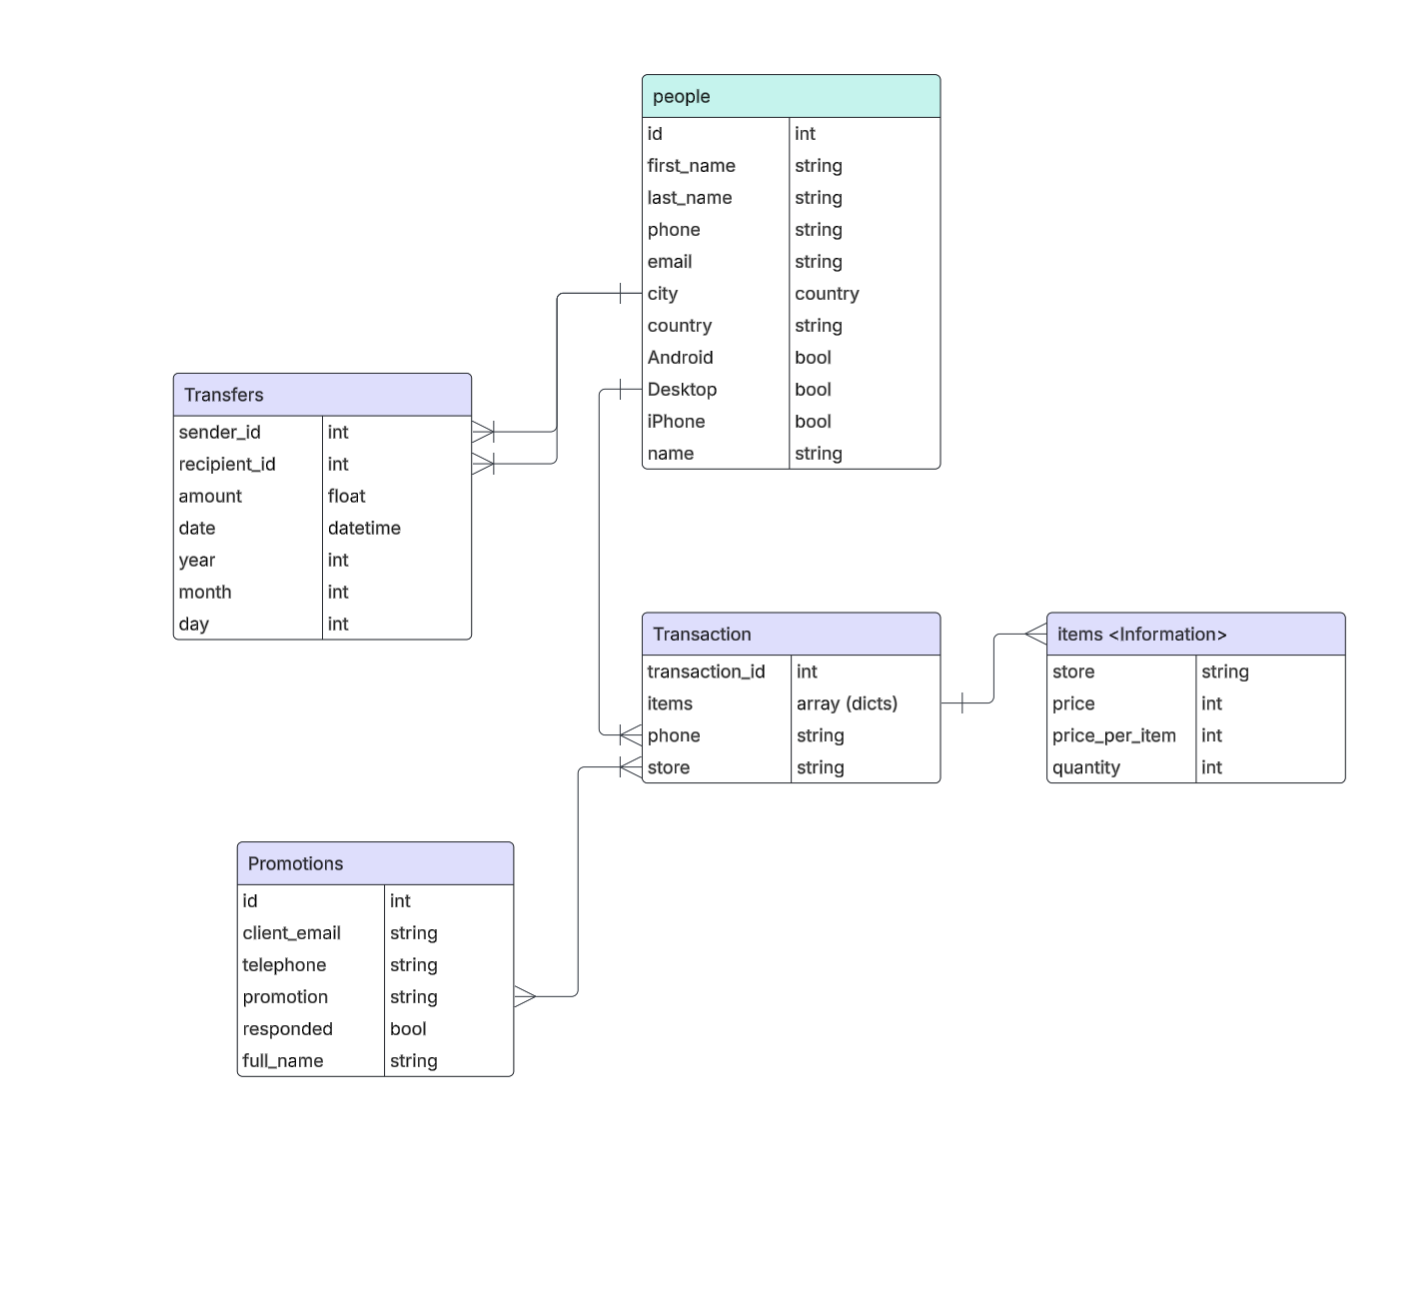 people
id int
first_name string
last_name string
phone string
email string
city country
country string
Android bool
Desktop bool
iPhone bool
name string
Transfers
sender_id int
recipient_id int
amount float
date datetime
year int
month int
day int
Transaction
transaction_id int
items array (dicts)
phone string
store string
items <Information>
store string
price int
price_per_item int
quantity int
Promotions
id int
client_email string
telephone string
promotion string
responded bool
full_name string